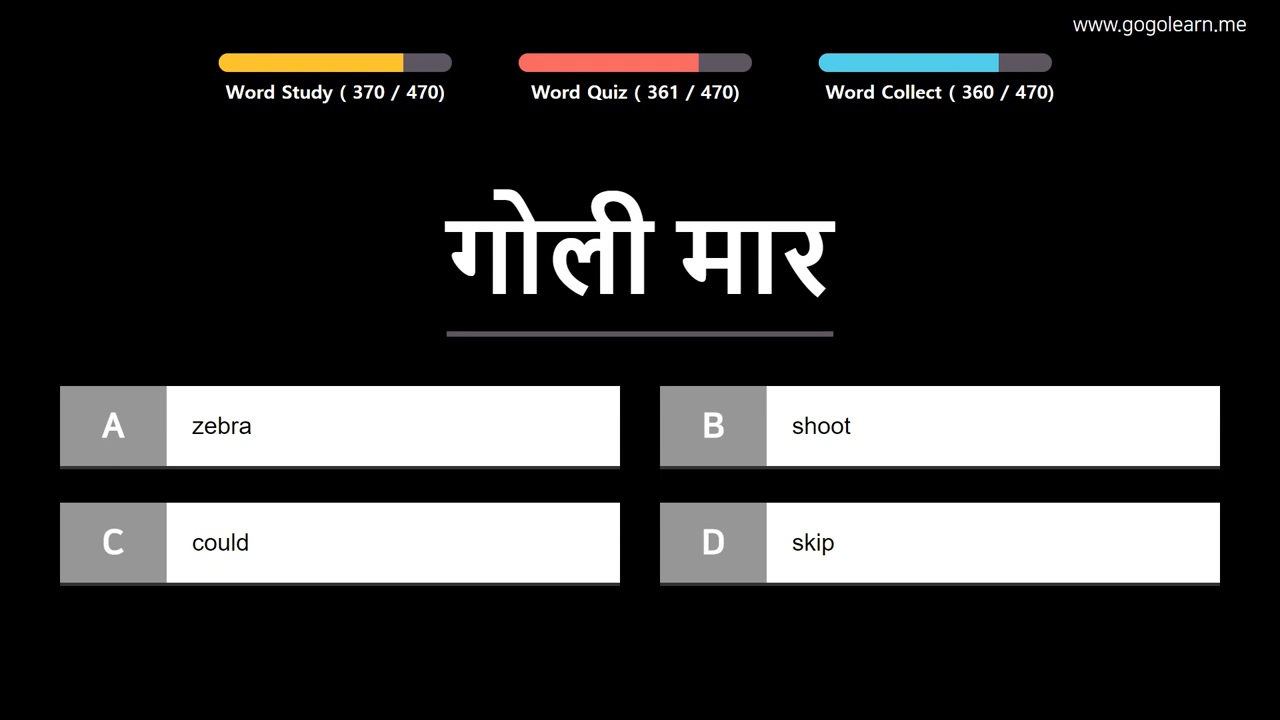 www.gogolearn.me
Word Study ( 370 / 470)
Word Quiz ( 361 / 470)
Word Collect ( 360 / 470)
गोली मार
A zebra
B shoot
C could
D skip